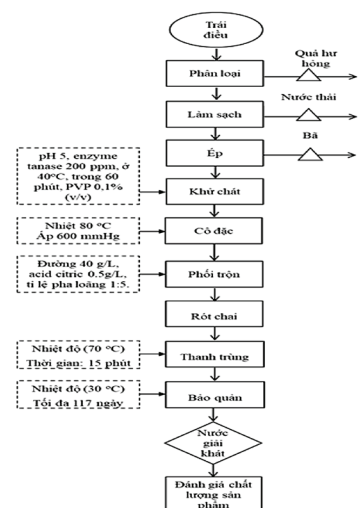 Trái
điều
Quả hư
hỏng
Phân loại
Nước thải
Làm sạch
Bã
Ép
pH 5, enzyme
tanase 200 ppm, ở
40°C, trong 60
phút, PVP 0,1%
(v/v)
Khử chát
Nhiệt 80 °C
Áp 600 mmHg
Cô đặc
Đường 40 g/L,
acid citric 0.5g/L,
tỉ lệ pha loãng 1:5.
Phối trộn
Rót chai
Nhiệt độ (70 °C)
Thời gian: 15 phút
Thanh trùng
Nhiệt độ (30 °C)
Tối đa 117 ngày
Bảo quản
Nước
giải
khát
Đánh giá chất
lượng sản
phẩm